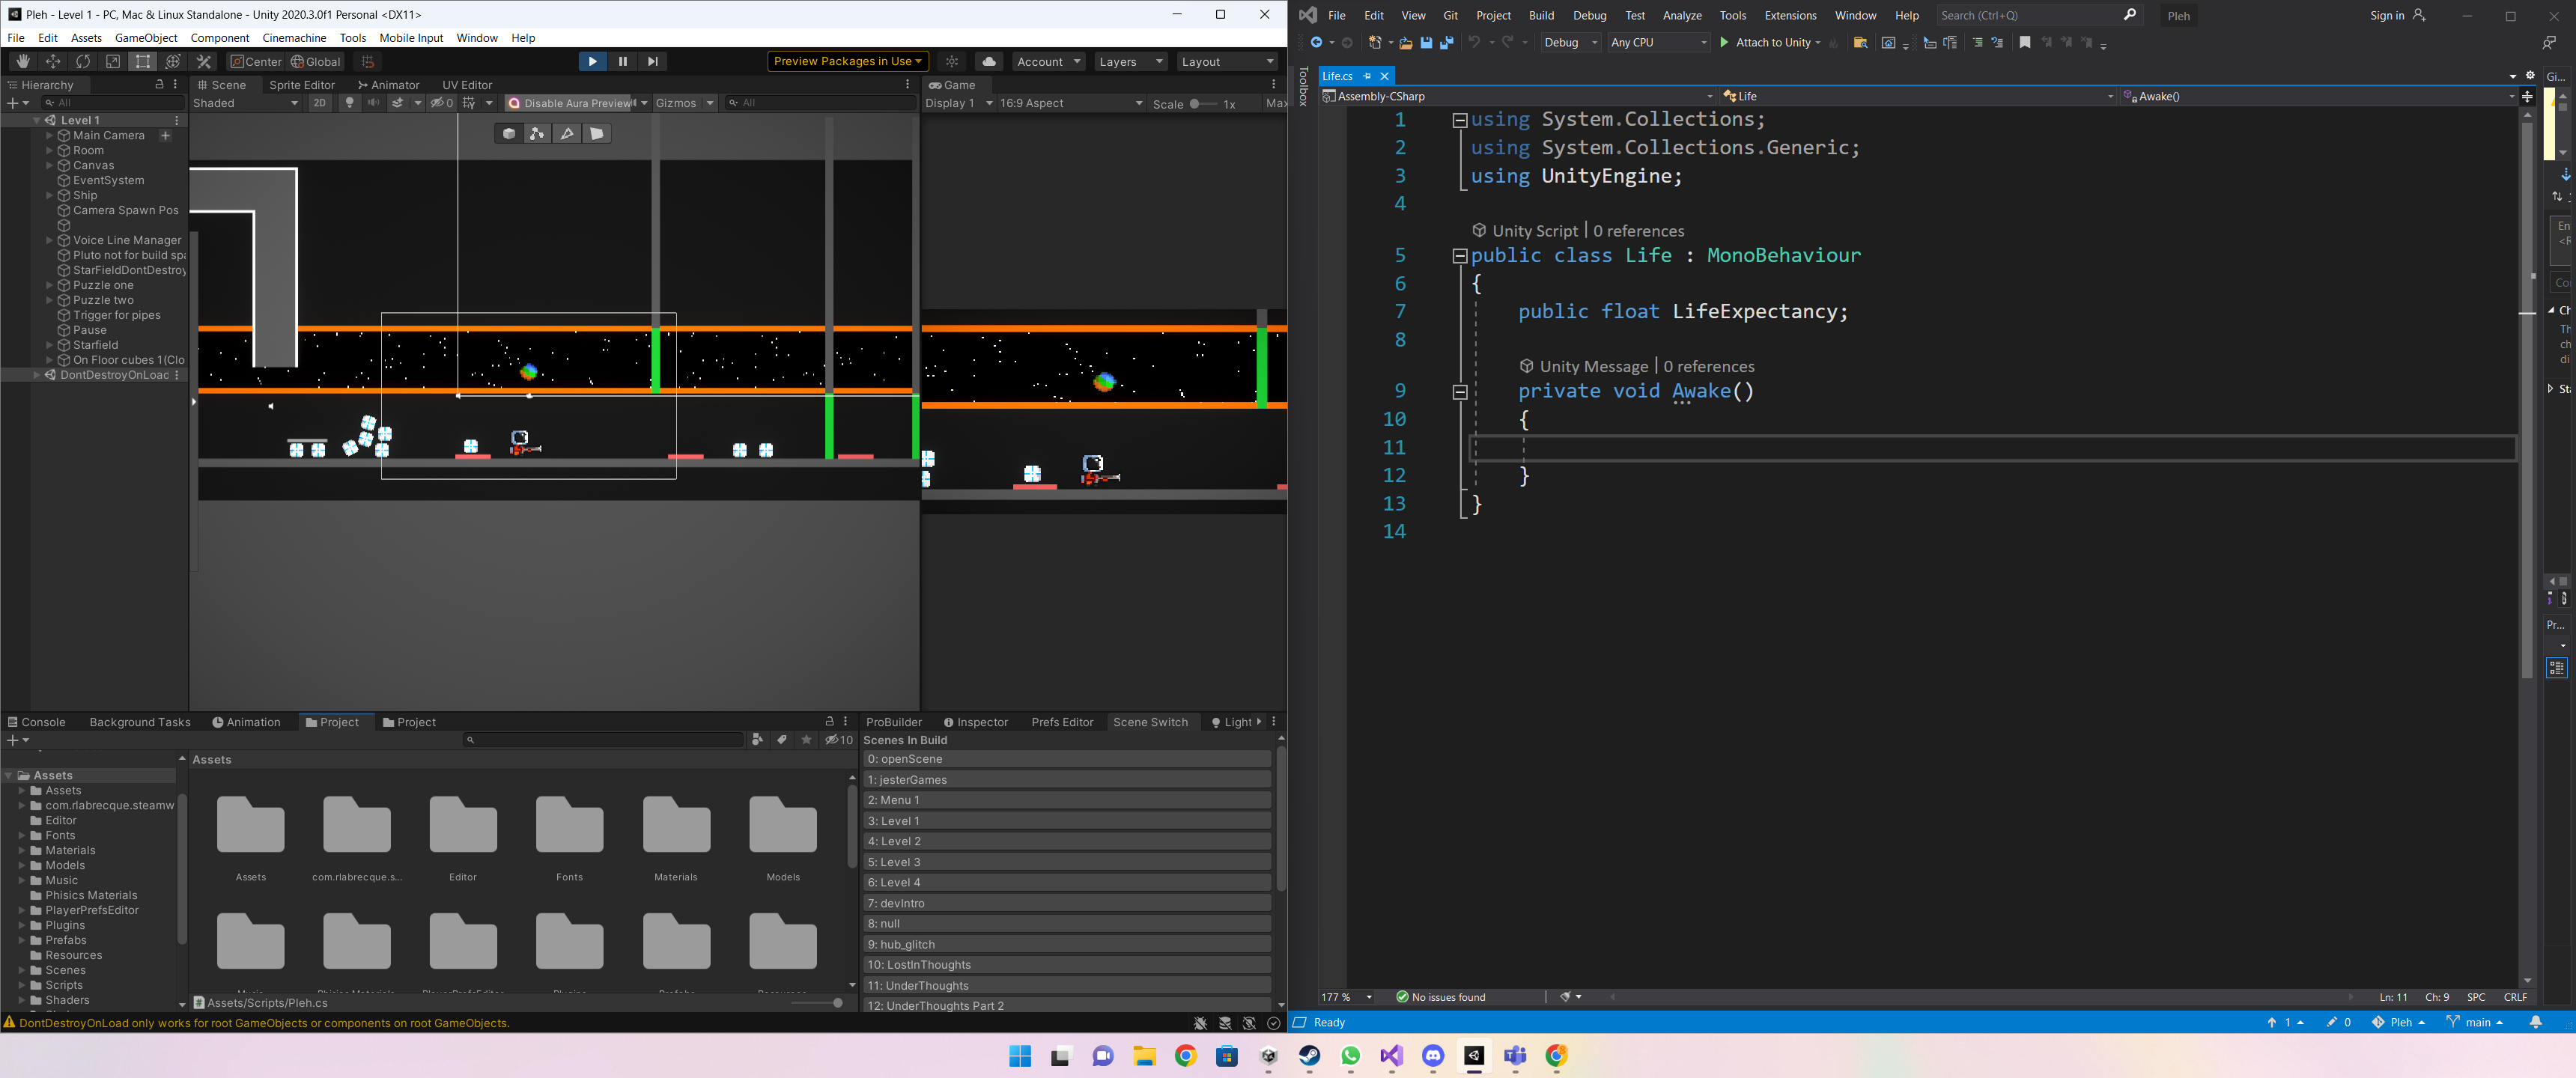 Pleh - Level 1 - PC, Mac & Linux Standalone - Unity 2020.3.0f1 Personal <DX11>
File Edit Assets GameObject Component Cinemachine Tools Mobile Input Window Help
Center Global
Preview Packages in Use
Account Layers Layout
Hierarchy
All
Level 1
Main Camera
Room
Canvas
EventSystem
Ship
Camera Spawn Pos
Voice Line Manager
Pluto not for build spa
StarFieldDontDestroy
Puzzle one
Puzzle two
Trigger for pipes
Pause
Starfield
On Floor cubes 1(Clo
DontDestroyOnLoac
Scene Sprite Editor Animator UV Editor
Shaded 2D 0 Disable Aura Preview Gizmos All
Game
Display 1 16:9 Aspect Scale 1x Max
Console Background Tasks Animation Project Project
10
Assets
Assets
com.rlabrecque.steamw
Editor
Fonts
Materials
Models
Music
Phisics Materials
PlayerPrefsEditor
Plugins
Prefabs
Resources
Scenes
Scripts
Shaders
Assets
Assets com.rlabrecque.s... Editor Fonts Materials Models
Assets/Scripts/Pleh.cs
ProBuilder Inspector Prefs Editor Scene Switch Light
Scenes In Build
0: openScene
1: jesterGames
2: Menu 1
3: Level 1
4: Level 2
5: Level 3
6: Level 4
7: devIntro
8: null
9: hub_glitch
10: LostInThoughts
11: UnderThoughts
12: UnderThoughts Part 2
DontDestroyOnLoad only works for root GameObjects or components on root GameObjects.
File Edit View Git Project Build Debug Test Analyze Tools Extensions Window Help Search (Ctrl+Q) Pleh Sign in
Debug Any CPU Attach to Unity
Toolbox
Life.cs
Assembly-CSharp Life Awake()
1 using System.Collections;
2 using System.Collections.Generic;
3 using UnityEngine;
4
Unity Script | 0 references
5 public class Life : MonoBehaviour
6 {
7 public float LifeExpectancy;
8
Unity Message | 0 references
9 private void Awake()
10 {
11
12 }
13 }
14
177 % No issues found Ln: 11 Ch: 9 SPC CRLF
Gi...
En
Co
Ch
Th
ch
di
Sta
Pr...
Ready 1 0 Pleh main